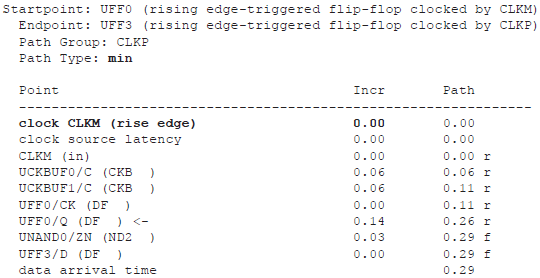 Startpoint: UFF0 (rising edge-triggered flip-flop clocked by CLKM)
Endpoint: UFF3 (rising edge-triggered flip-flop clocked by CLKP)
Path Group: CLKP
Path Type: min
Point Incr Path
---------------------------------------------------------------
clock CLKM (rise edge) 0.00 0.00
clock source latency 0.00 0.00
CLKM (in) 0.00 0.00 r
UCKBUF0/C (CKB ) 0.06 0.06 r
UCKBUF1/C (CKB ) 0.06 0.11 r
UFF0/CK (DF ) 0.00 0.11 r
UFF0/Q (DF ) <- 0.14 0.26 r
UNAND0/ZN (ND2 ) 0.03 0.29 f
UFF3/D (DF ) 0.00 0.29 f
data arrival time 0.29